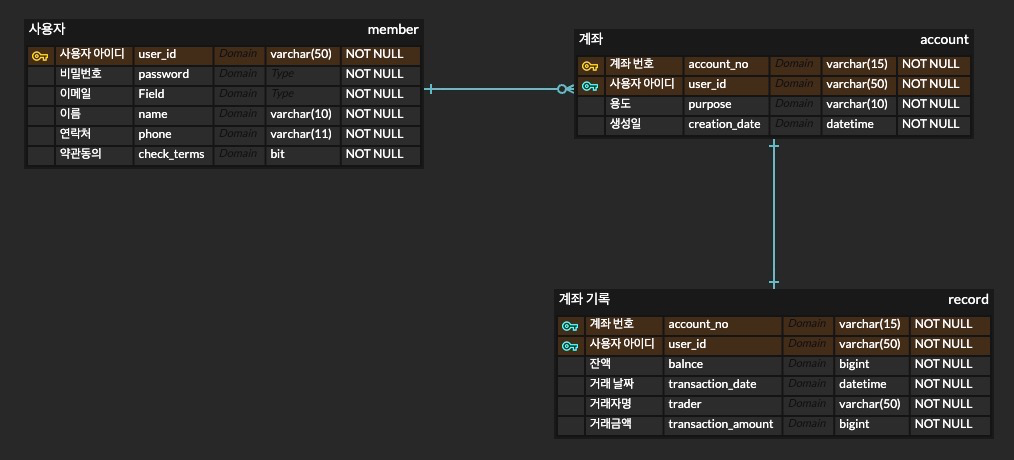 사용자 member
사용자 아이디 user_id Domain varchar(50) NOT NULL
비밀번호 password Domain Type NOT NULL
이메일 Field Domain Type NOT NULL
이름 name Domain varchar(10) NOT NULL
연락처 phone Domain varchar(11) NOT NULL
약관동의 check_terms Domain bit NOT NULL
계좌 account
계좌 번호 account_no Domain varchar(15) NOT NULL
사용자 아이디 user_id Domain varchar(50) NOT NULL
용도 purpose Domain varchar(10) NOT NULL
생성일 creation_date Domain datetime NOT NULL
계좌 기록 record
계좌 번호 account_no Domain varchar(15) NOT NULL
사용자 아이디 user_id Domain varchar(50) NOT NULL
잔액 balnce Domain bigint NOT NULL
거래 날짜 transaction_date Domain datetime NOT NULL
거래자명 trader Domain varchar(50) NOT NULL
거래금액 transaction_amount Domain bigint NOT NULL